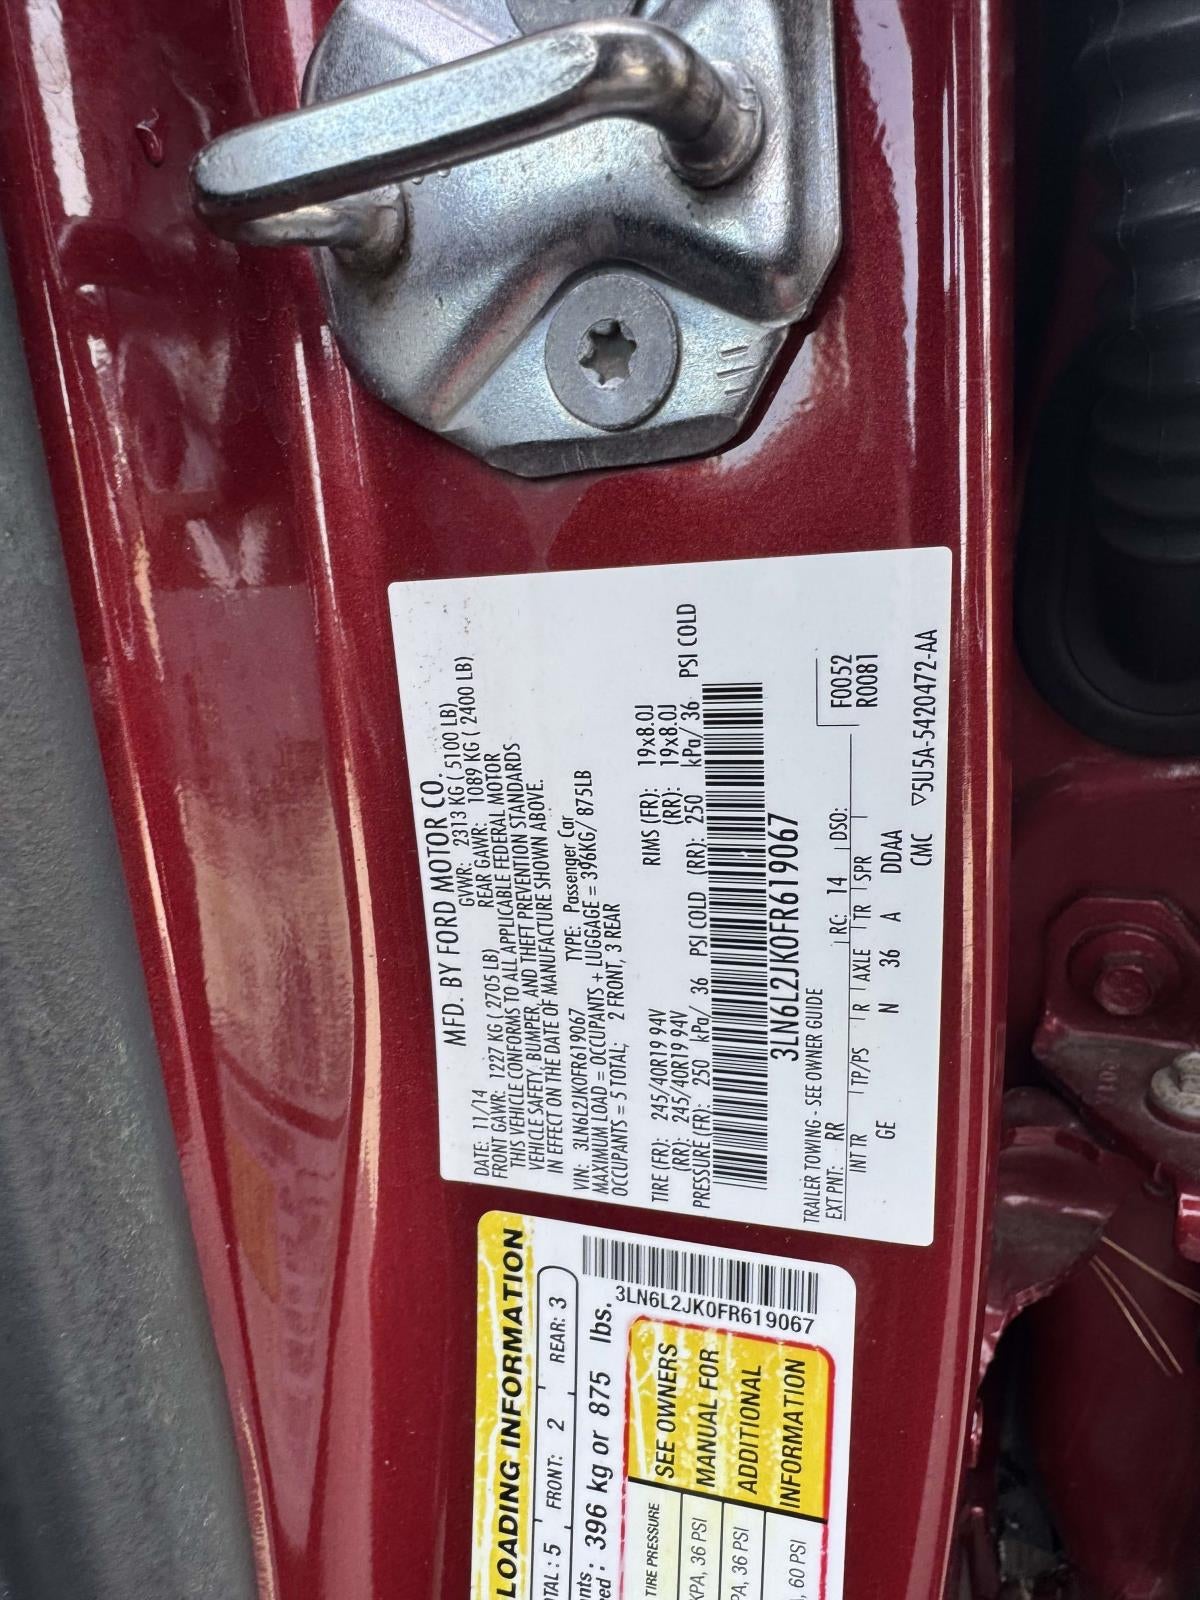 MFD. BY FORD MOTOR CO.
DATE: 11/14 GVWR: 2313 KG ( 5100 LB)
FRONT GAWR: 1227 KG ( 2705 LB) REAR GAWR: 1089 KG ( 2400 LB)
THIS VEHICLE CONFORMS TO ALL APPLICABLE FEDERAL MOTOR
VEHICLE SAFETY, BUMPER, AND THEFT PREVENTION STANDARDS
IN EFFECT ON THE DATE OF MANUFACTURE SHOWN ABOVE.
VIN: 3LN6L2JK0FR619067 TYPE: Passenger Car
MAXIMUM LOAD = OCCUPANTS + LUGGAGE = 396KG/ 875LB
OCCUPANTS = 5 TOTAL; 2 FRONT, 3 REAR
TIRE (FR): 245/40R19 94V RIMS (FR): 19x8.0J
(RR): 245/40R19 94V (RR): 19x8.0J
PRESSURE (FR): 250 kPa/ 36 PSI COLD (RR): 250 kPa/ 36 PSI COLD
3LN6L2JK0FR619067
TRAILER TOWING - SEE OWNER GUIDE
EXT PNT: RR RC: 14 DSO: F0052
R0081
INT TR TP/PS R AXLE TR SPR
GE N 36 A DDAA
CMC ▽5U5A-5420472-AA
LOADING INFORMATION
TAL : 5 FRONT: 2 REAR: 3
nts
eed : 396 kg or 875 lbs.
3LN6L2JK0FR619067
TIRE PRESSURE
KPA, 36 PSI
PA, 36 PSI
, 60 PSI
SEE OWNERS
MANUAL FOR
ADDITIONAL
INFORMATION